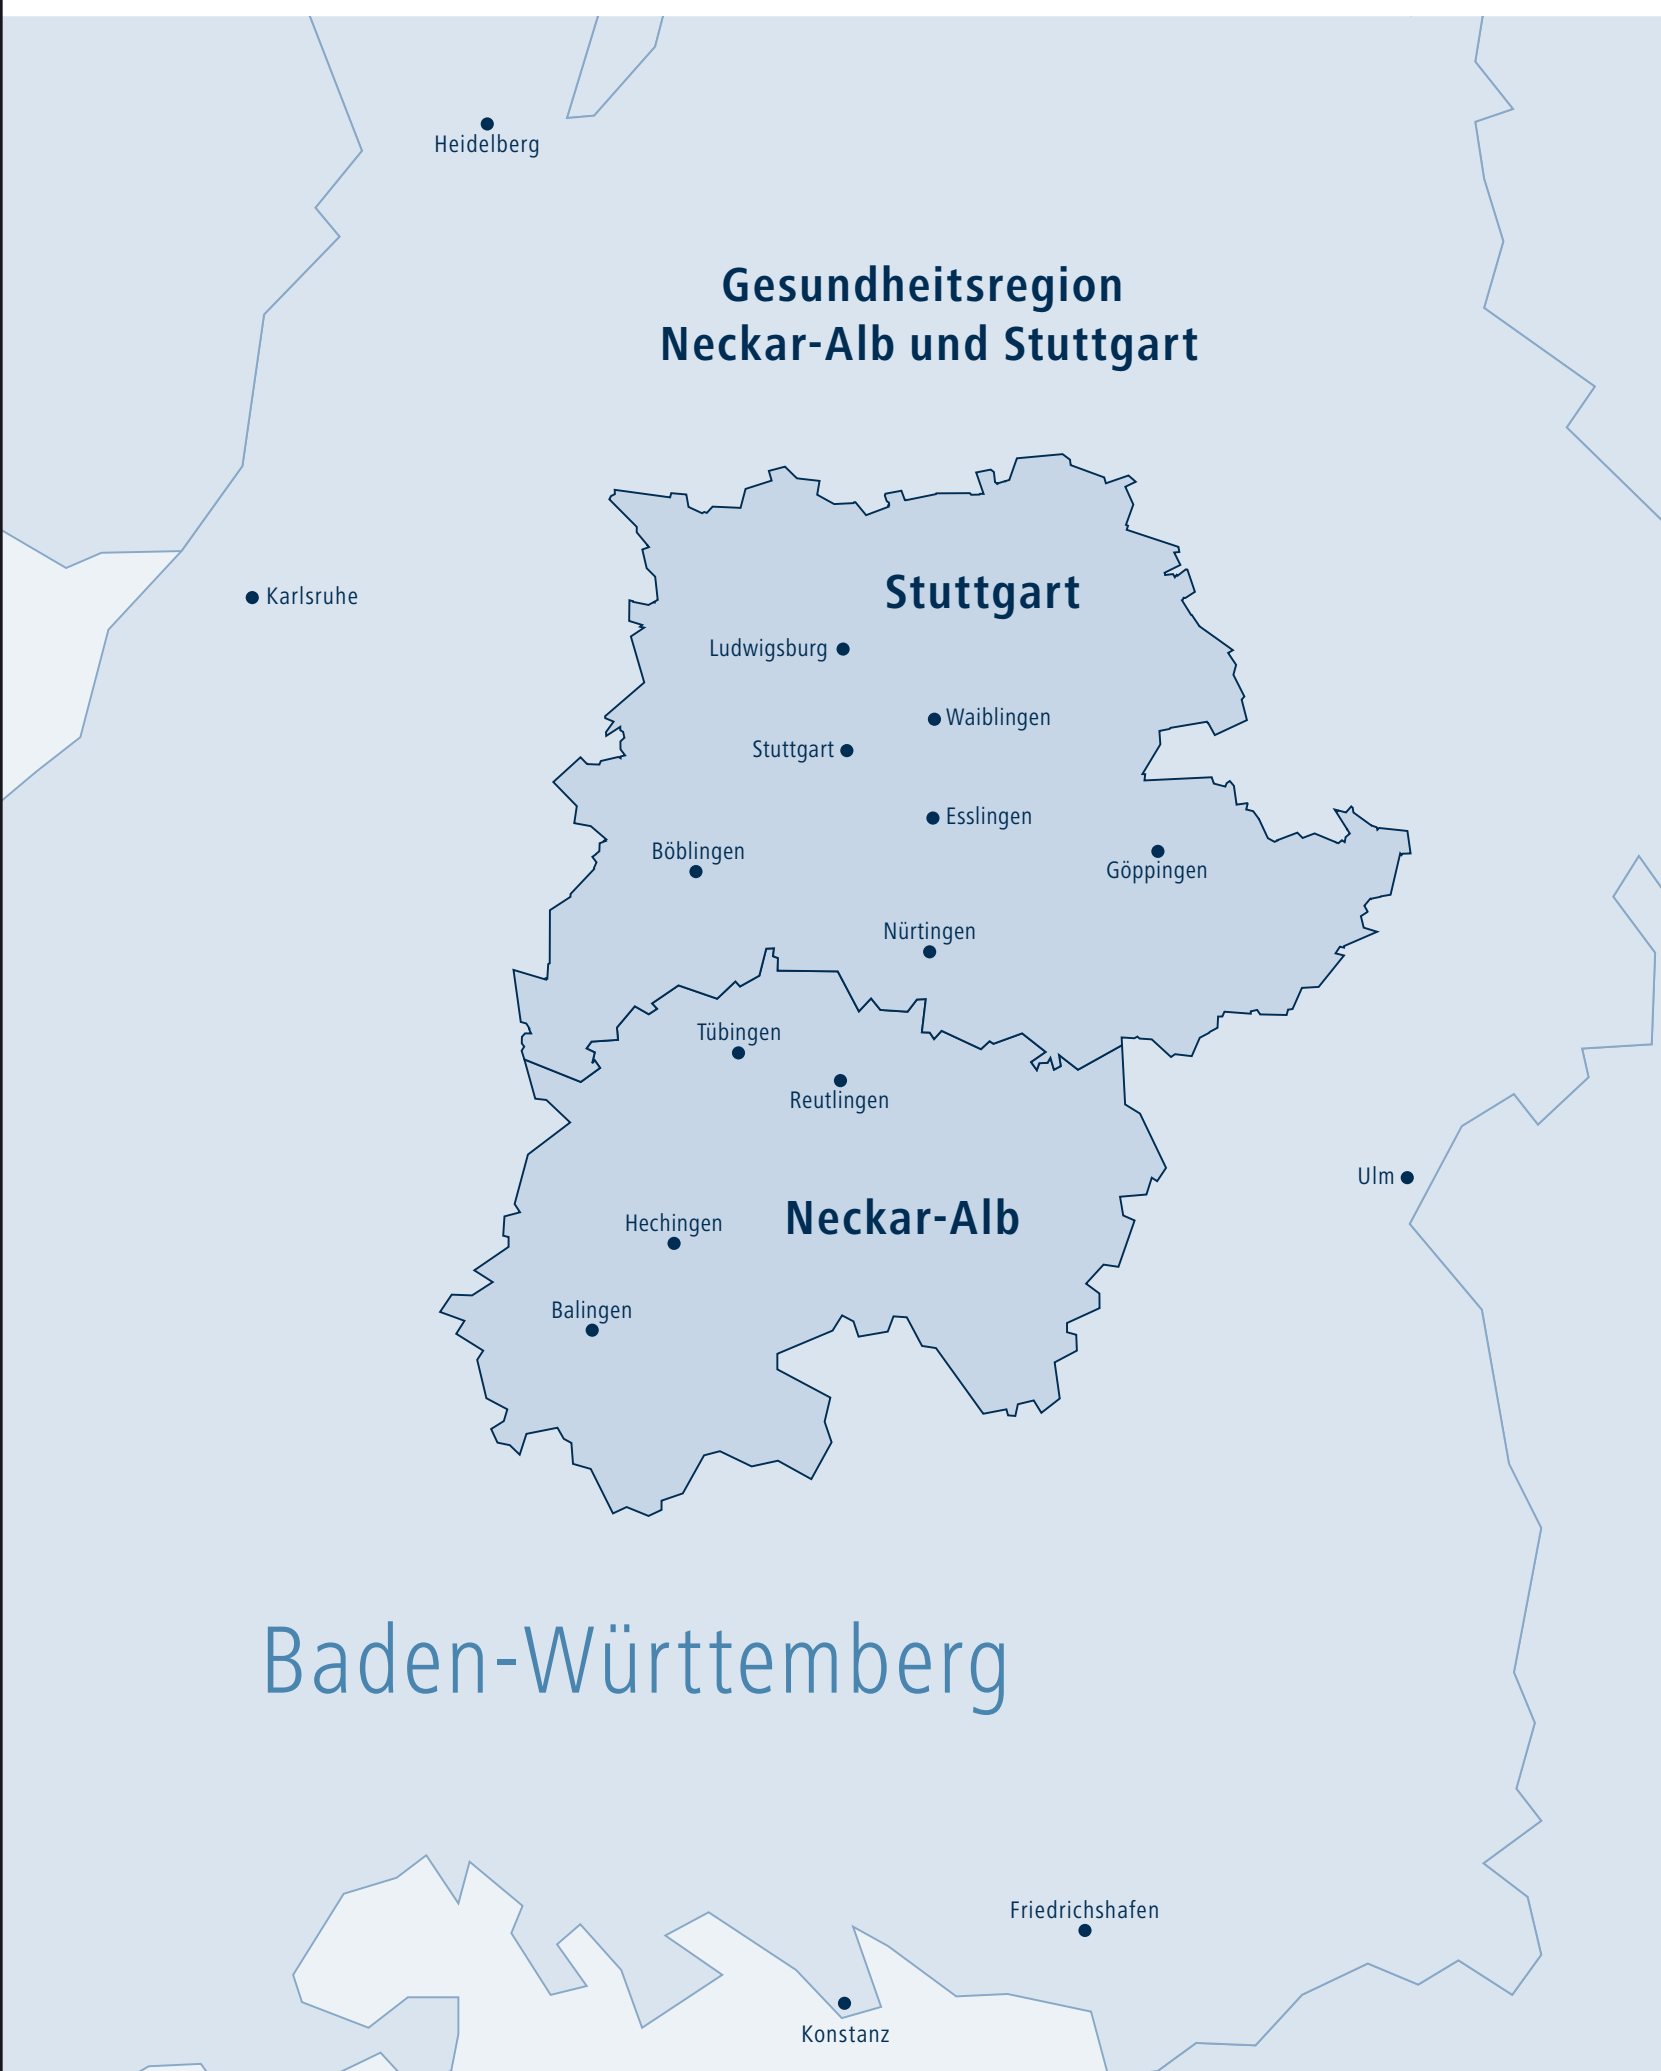 Heidelberg
Gesundheitsregion
Neckar-Alb und Stuttgart
Stuttgart
Karlsruhe
Ludwigsburg
Waiblingen
Stuttgart
Esslingen
Böblingen
Göppingen
Nürtingen
Tübingen
Reutlingen
Ulm
Neckar-Alb
Hechingen
Balingen
Baden-Württemberg
Friedrichshafen
Konstanz